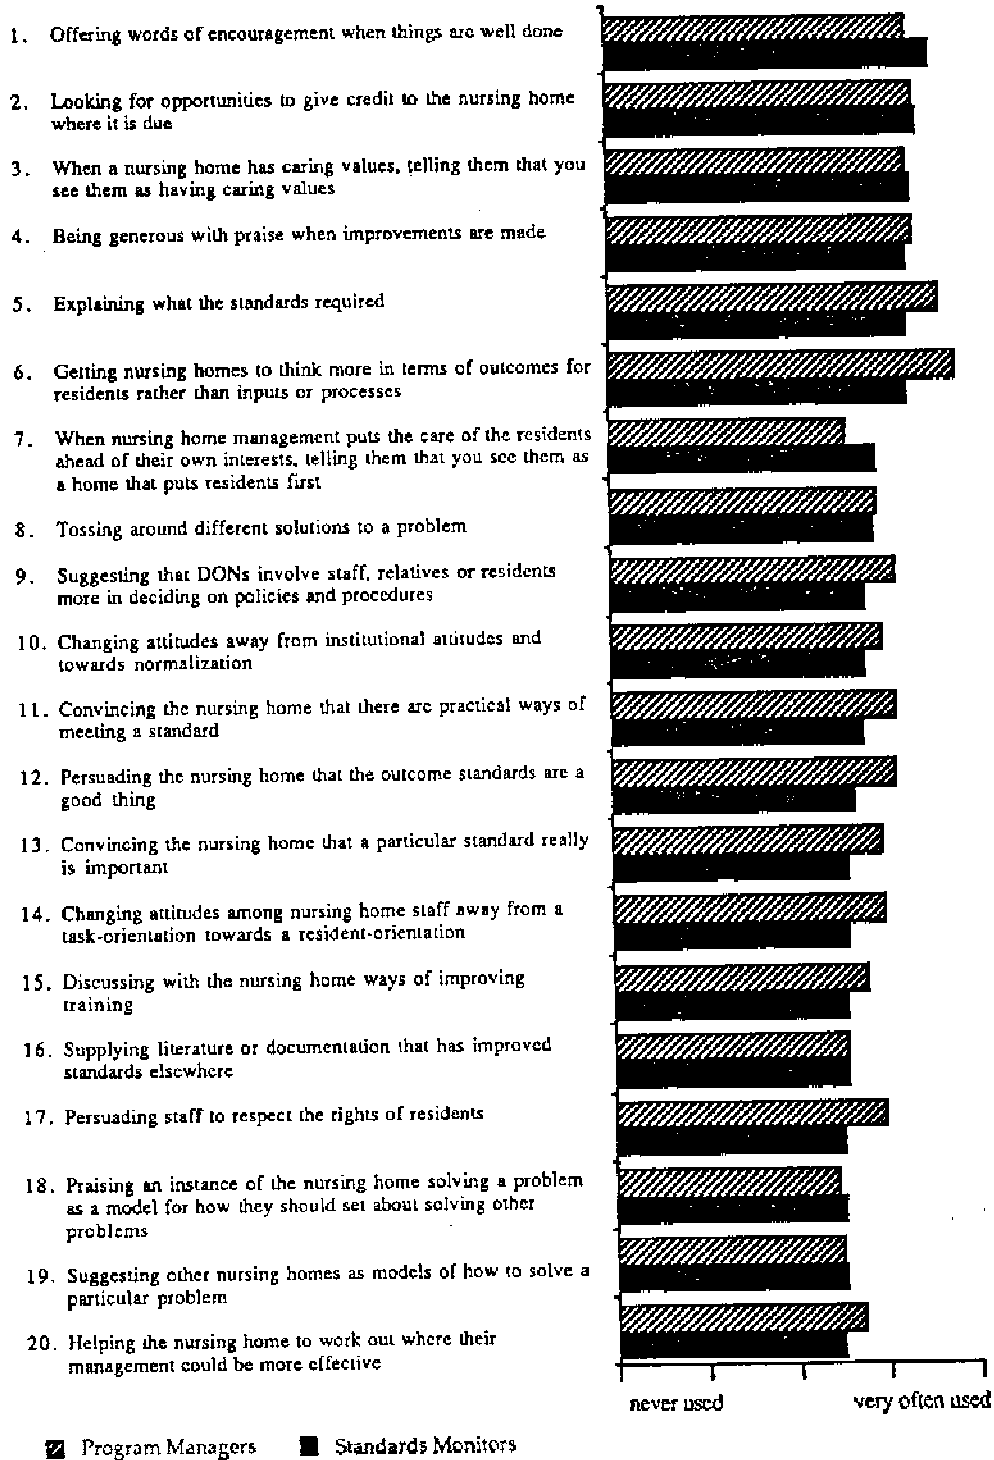 1. Offering words of encouragement when things are well done
2. Looking for opportunities to give credit to the nursing home
where it is due
3. When a nursing home has caring values, telling them that you
see them as having caring values
4. Being generous with praise when improvements are made
5. Explaining what the standards required
6. Getting nursing homes to think more in terms of outcomes for
residents rather than inputs or processes
7. When nursing home management puts the care of the residents
ahead of their own interests, telling them that you see them as
a home that puts residents first
8. Tossing around different solutions to a problem
9. Suggesting that DONs involve staff, relatives or residents
more in deciding on policies and procedures
10. Changing attitudes away from institutional attitudes and
towards normalization
11. Convincing the nursing home that there are practical ways of
meeting a standard
12. Persuading the nursing home that the outcome standards are a
good thing
13. Convincing the nursing home that a particular standard really
is important
14. Changing attitudes among nursing home staff away from a
task-orientation towards a resident-orientation
15. Discussing with the nursing home ways of improving
training
16. Supplying literature or documentation that has improved
standards elsewhere
17. Persuading staff to respect the rights of residents
18. Praising an instance of the nursing home solving a problem
as a model for how they should set about solving other
problems
19. Suggesting other nursing homes as models of how to solve a
particular problem
20. Helping the nursing home to work out where their
management could be more effective
never used very often used
Program Managers Standards Monitors